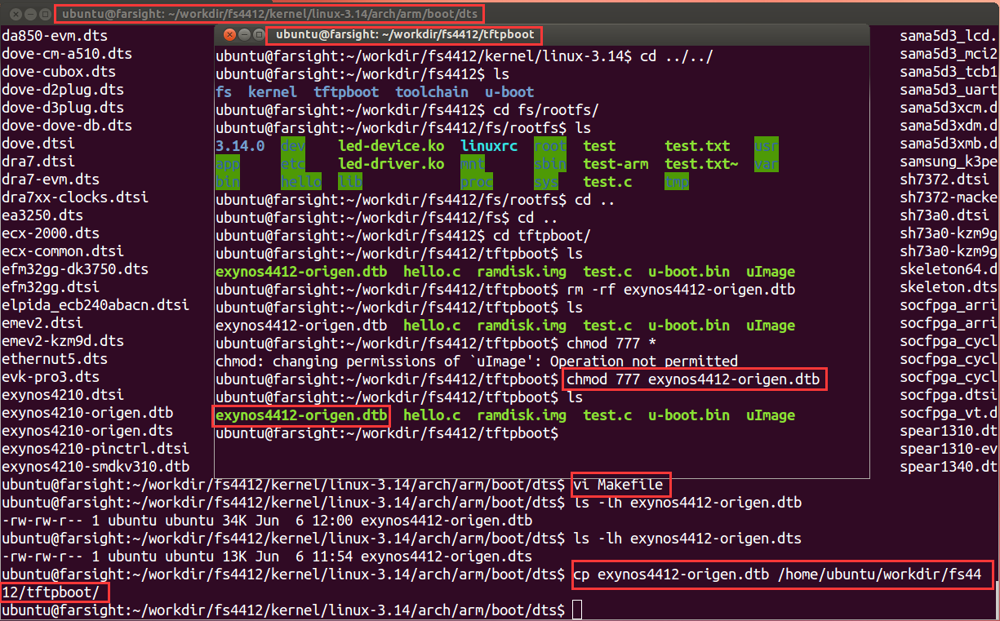 ubuntu@farsight: ~/workdir/fs4412/kernel/linux-3.14/arch/arm/boot/dts
da850-evm.dts
dove-cm-a510.dts
dove-cubox.dts
dove-d2plug.dts
dove-d3plug.dts
dove-dove-db.dts
dove.dtsi
dra7.dtsi
dra7-evm.dts
dra7xx-clocks.dtsi
ea3250.dts
ecx-2000.dts
ecx-common.dtsi
efm32gg-dk3750.dts
efm32gg.dtsi
elpida_ecb240abacn.dtsi
emev2.dtsi
emev2-kzm9d.dts
ethernut5.dts
evk-pro3.dts
exynos4210.dtsi
exynos4210-origen.dtb
exynos4210-origen.dts
exynos4210-pinctrl.dtsi
exynos4210-smdkv310.dtb
ubuntu@farsight: ~/workdir/fs4412/tftpboot
ubuntu@farsight:~/workdir/fs4412/kernel/linux-3.14$ cd ../../
ubuntu@farsight:~/workdir/fs4412$ ls
fs kernel tftpboot toolchain u-boot
ubuntu@farsight:~/workdir/fs4412$ cd fs/rootfs/
ubuntu@farsight:~/workdir/fs4412/fs/rootfs$ ls
3.14.0 dev led-device.ko linuxrc root test test.txt usr
app etc led-driver.ko mnt sbin test-arm test.txt~ var
bin hello lib proc sys test.c tmp
ubuntu@farsight:~/workdir/fs4412/fs/rootfs$ cd ..
ubuntu@farsight:~/workdir/fs4412/fs$ cd ..
ubuntu@farsight:~/workdir/fs4412$ cd tftpboot/
ubuntu@farsight:~/workdir/fs4412/tftpboot$ ls
exynos4412-origen.dtb hello.c ramdisk.img test.c u-boot.bin uImage
ubuntu@farsight:~/workdir/fs4412/tftpboot$ rm -rf exynos4412-origen.dtb
ubuntu@farsight:~/workdir/fs4412/tftpboot$ ls
exynos4412-origen.dtb hello.c ramdisk.img test.c u-boot.bin uImage
ubuntu@farsight:~/workdir/fs4412/tftpboot$ chmod 777 *
chmod: changing permissions of `uImage': Operation not permitted
ubuntu@farsight:~/workdir/fs4412/tftpboot$ chmod 777 exynos4412-origen.dtb
ubuntu@farsight:~/workdir/fs4412/tftpboot$ ls
exynos4412-origen.dtb hello.c ramdisk.img test.c u-boot.bin uImage
ubuntu@farsight:~/workdir/fs4412/tftpboot$
sama5d3_lcd.
sama5d3_mci2
sama5d3_tcb1
sama5d3_uart
sama5d3xcm.d
sama5d3xdm.d
sama5d3xmb.d
samsung_k3pe
sh7372.dtsi
sh7372-macke
sh73a0.dtsi
sh73a0-kzm9g
sh73a0-kzm9g
skeleton64.d
skeleton.dts
socfpga_arri
socfpga_arri
socfpga_cycl
socfpga_cycl
socfpga_cycl
socfpga.dtsi
socfpga_vt.d
spear1310.dt
spear1310-ev
spear1340.dt
ubuntu@farsight:~/workdir/fs4412/kernel/linux-3.14/arch/arm/boot/dts$ vi Makefile
ubuntu@farsight:~/workdir/fs4412/kernel/linux-3.14/arch/arm/boot/dts$ ls -lh exynos4412-origen.dtb
-rw-rw-r-- 1 ubuntu ubuntu 34K Jun  6 12:00 exynos4412-origen.dtb
ubuntu@farsight:~/workdir/fs4412/kernel/linux-3.14/arch/arm/boot/dts$ ls -lh exynos4412-origen.dts
-rw-rw-r-- 1 ubuntu ubuntu 13K Jun  6 11:54 exynos4412-origen.dts
ubuntu@farsight:~/workdir/fs4412/kernel/linux-3.14/arch/arm/boot/dts$ cp exynos4412-origen.dtb /home/ubuntu/workdir/fs44
12/tftpboot/
ubuntu@farsight:~/workdir/fs4412/kernel/linux-3.14/arch/arm/boot/dts$